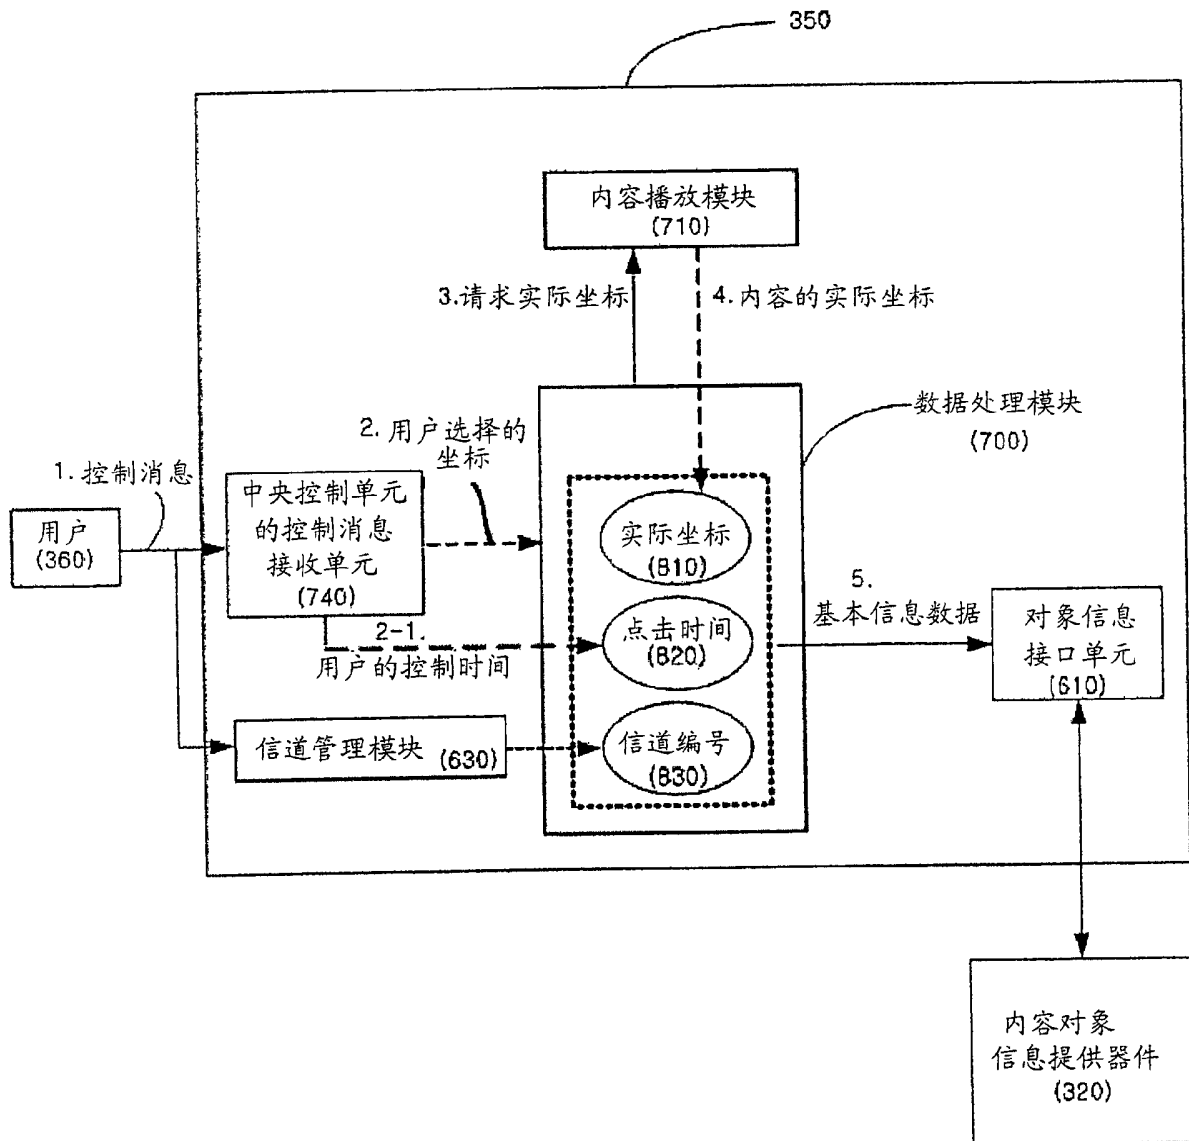 350
内容播放模块
(710)
3.请求实际坐标
4.内容的实际坐标
数据处理模块
(700)
2.用户选择的
坐标
1.控制消息
用户
(360)
中央控制单元
的控制消息
接收单元
(740)
实际坐标
(810)
2-1.
用户的控制时间
点击时间
(820)
5.
基本信息数据
对象信息
接口单元
(610)
信道管理模块 (630)
信道编号
(830)
内容对象
信息提供器件
(320)